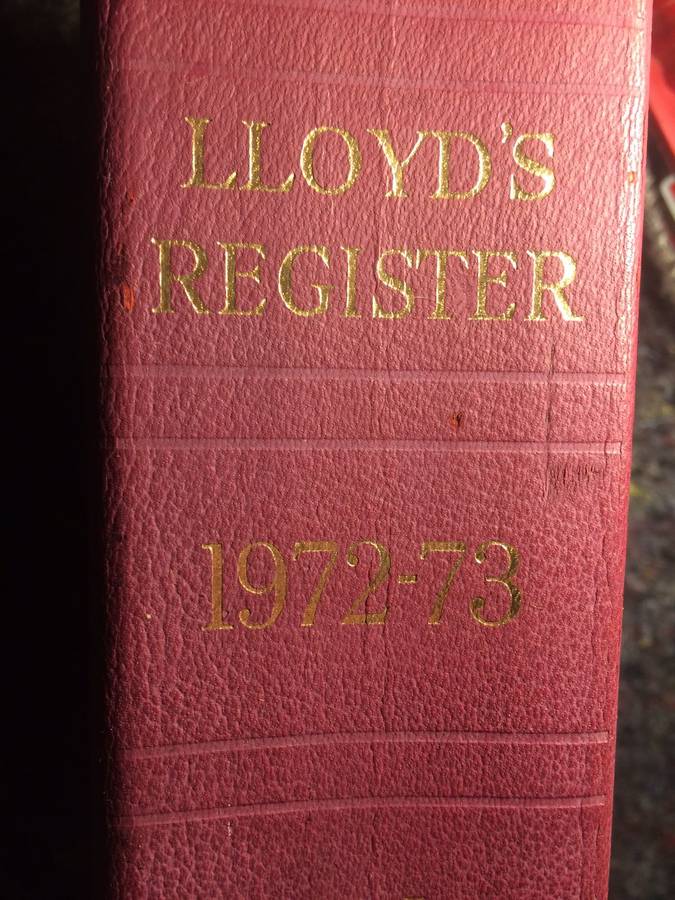 LLOYD'S
REGISTER
1972-73